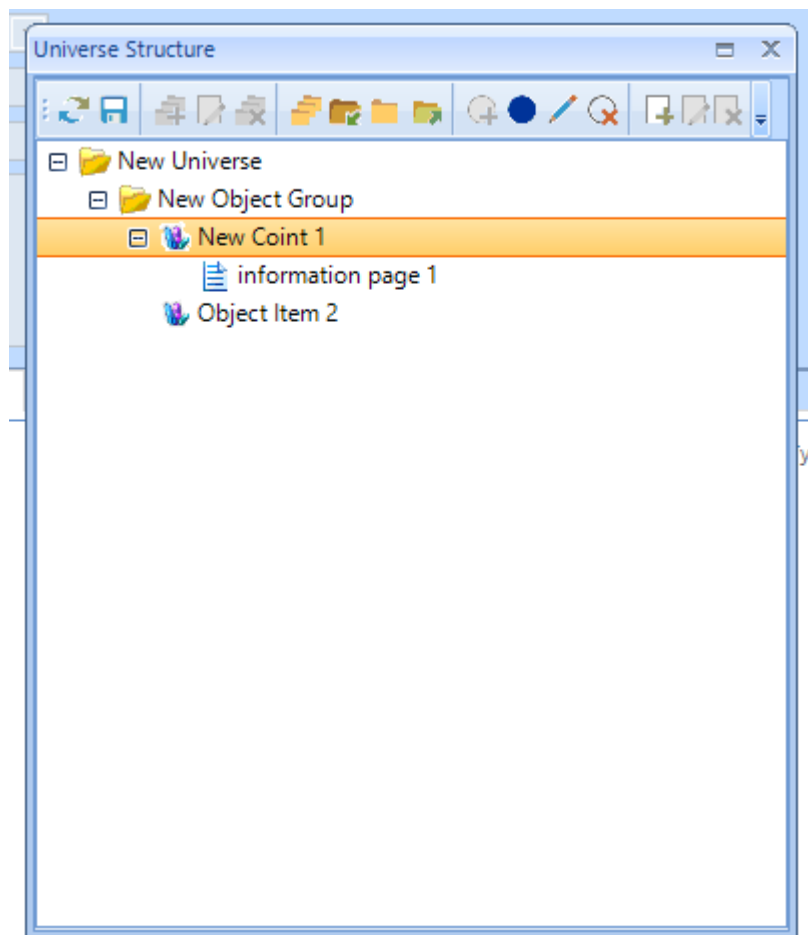 Universe Structure
New Universe
New Object Group
New Coint 1
information page 1
Object Item 2